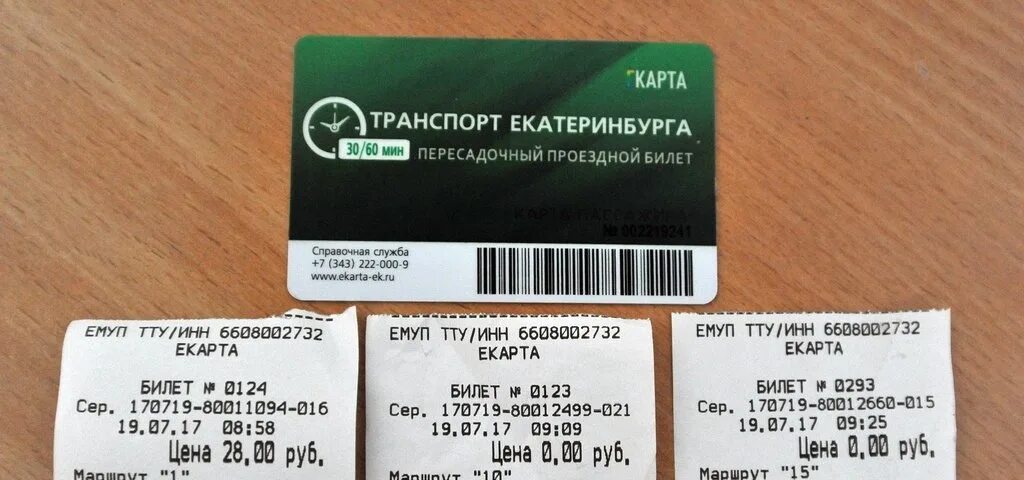 ЕКАРТА
ТРАНСПОРТ ЕКАТЕРИНБУРГА
30/60 МИН
ПЕРЕСАДОЧНЫЙ ПРОЕЗДНОЙ БИЛЕТ
КАРТА ПАССАЖИРА
№ 002219241
Справочная служба
+7 (343) 222-000-9
www.ekarta-ek.ru
ЕМУП ТТУ/ИНН 6608002732
ЕКАРТА
БИЛЕТ № 0124
Сер. 170719-80011094-016
19.07.17 08:58
Цена 28,00 руб.
Маршрут "1"
ЕМУП ТТУ/ИНН 6608002732
ЕКАРТА
БИЛЕТ № 0123
Сер. 170719-80012499-021
19.07.17 09:09
Цена 0,00 руб.
Маршрут "10"
ЕМУП ТТУ/ИНН 6608002732
ЕКАРТА
БИЛЕТ № 0293
Сер. 170719-80012660-015
19.07.17 09:25
Цена 0,00 руб.
Маршрут "15"